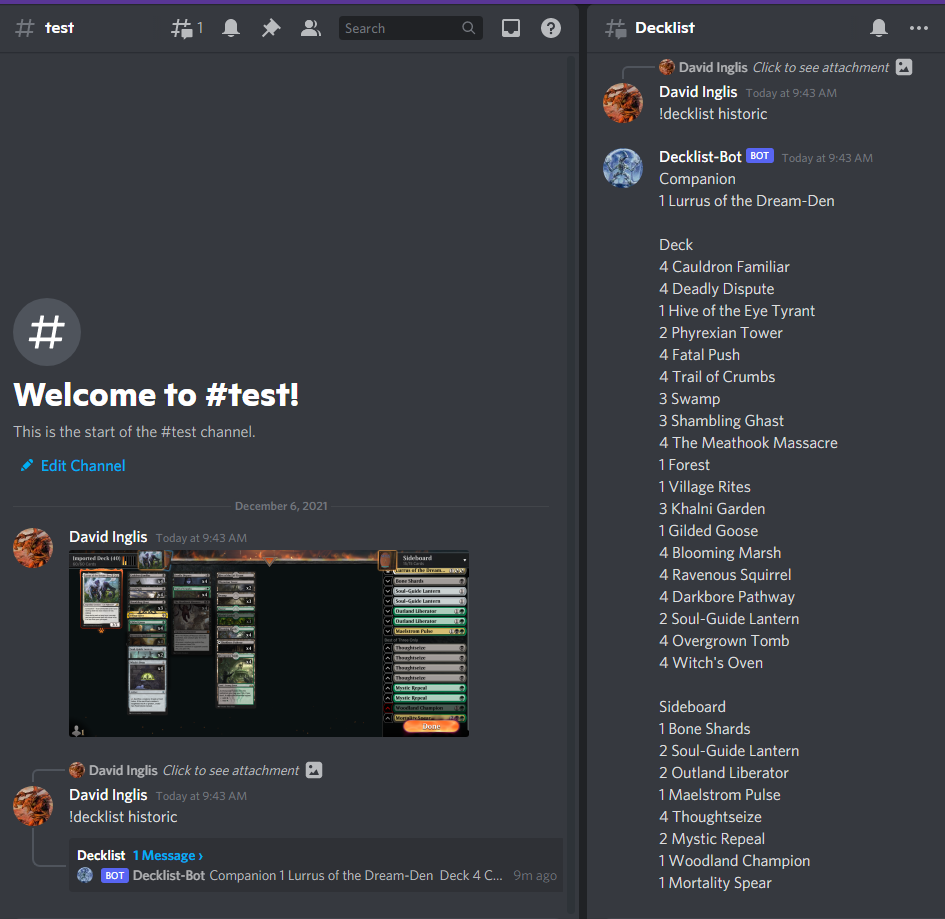 test
1
Search
Welcome to #test!
This is the start of the #test channel.
Edit Channel
December 6, 2021
David Inglis Today at 9:43 AM
Imported Deck (40)
Sideboard
Lurrus of the Dream...
Bone Shards
Soul-Guide Lantern
Soul-Guide Lantern
Outland Liberator
Outland Liberator
Maelstrom Pulse
Thoughtseize
Thoughtseize
Thoughtseize
Thoughtseize
Mystic Repeal
Mystic Repeal
Woodland Champion
Mortality Spear
Done
David Inglis Click to see attachment
David Inglis Today at 9:43 AM
!decklist historic
Decklist 1 Message ›
BOT Decklist-Bot Companion 1 Lurrus of the Dream-Den Deck 4 C... 9m ago
Decklist
David Inglis Click to see attachment
David Inglis Today at 9:43 AM
!decklist historic
Decklist-Bot BOT Today at 9:43 AM
Companion
1 Lurrus of the Dream-Den
Deck
4 Cauldron Familiar
4 Deadly Dispute
1 Hive of the Eye Tyrant
2 Phyrexian Tower
4 Fatal Push
4 Trail of Crumbs
3 Swamp
3 Shambling Ghast
4 The Meathook Massacre
1 Forest
1 Village Rites
3 Khalni Garden
1 Gilded Goose
4 Blooming Marsh
4 Ravenous Squirrel
4 Darkbore Pathway
2 Soul-Guide Lantern
4 Overgrown Tomb
4 Witch's Oven
Sideboard
1 Bone Shards
2 Soul-Guide Lantern
2 Outland Liberator
1 Maelstrom Pulse
4 Thoughtseize
2 Mystic Repeal
1 Woodland Champion
1 Mortality Spear